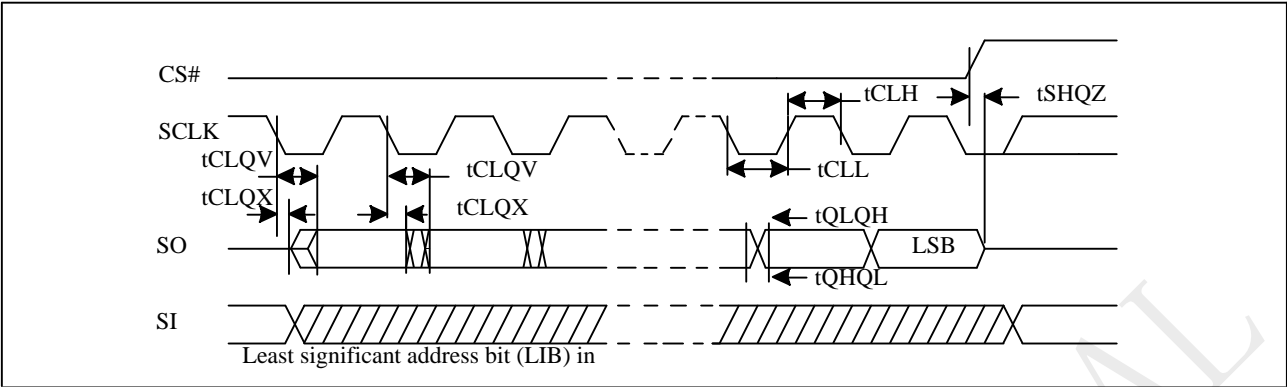 CS#
tCLH
tSHQZ
SCLK
tCLQV
tCLQV
tCLL
tCLQX
tCLQX
tQLQH
SO
LSB
tQHQL
SI
Least significant address bit (LIB) in